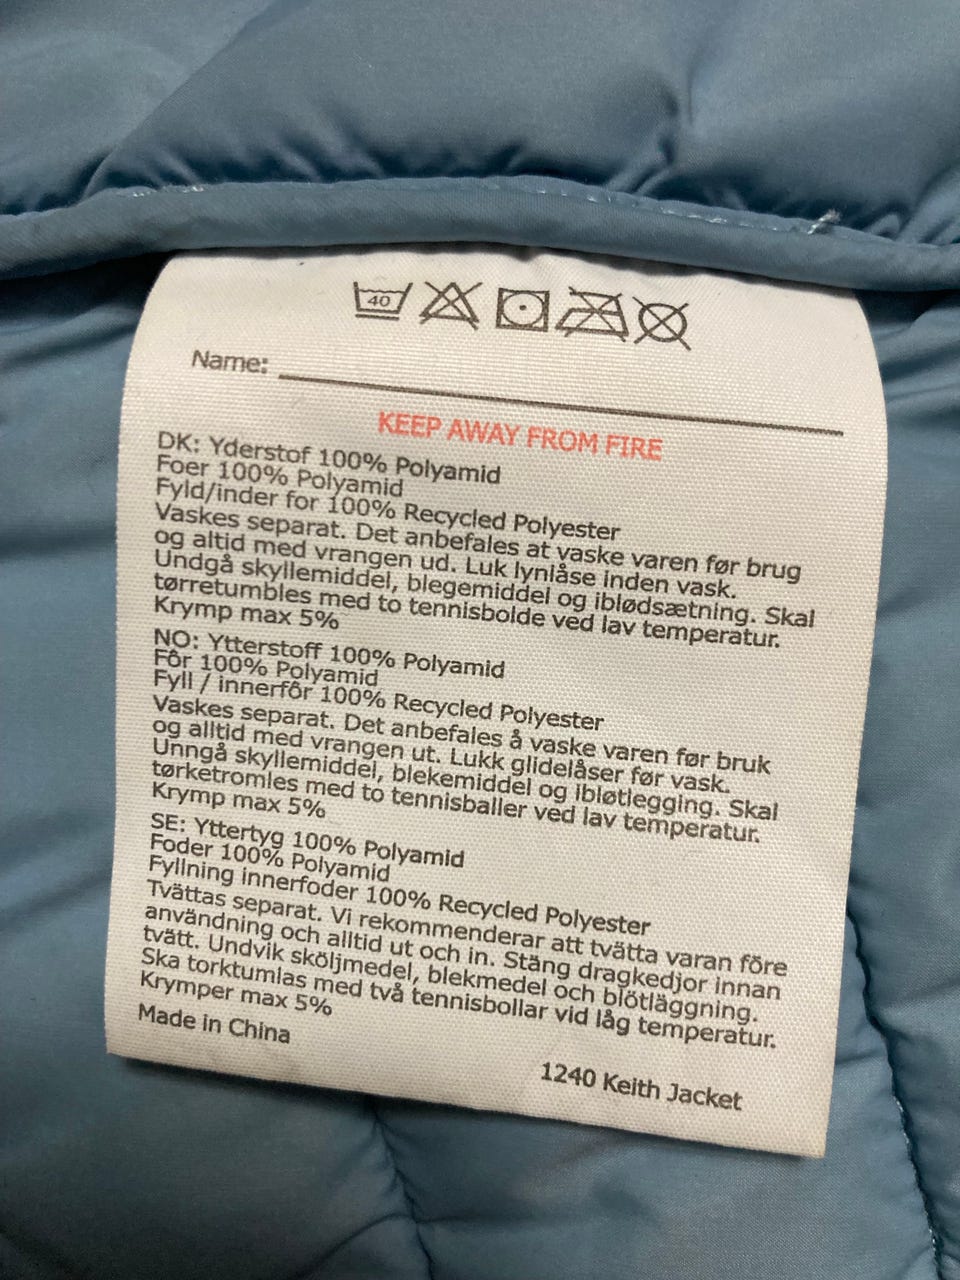 40
Name:
KEEP AWAY FROM FIRE
DK: Yderstof 100% Polyamid
Foer 100% Polyamid
Fyld/inder for 100% Recycled Polyester
Vaskes separat. Det anbefales at vaske varen før brug
og altid med vrangen ud. Luk lynlåse inden vask.
Undgå skyllemiddel, blegemiddel og iblødsætning. Skal
tørretumbles med to tennisbolde ved lav temperatur.
Krymp max 5%
NO: Ytterstoff 100% Polyamid
Fôr 100% Polyamid
Fyll / innerfôr 100% Recycled Polyester
Vaskes separat. Det anbefales å vaske varen før bruk
og alltid med vrangen ut. Lukk glidelåser før vask.
Unngå skyllemiddel, blekemiddel og ibløtlegging. Skal
tørketromles med to tennisballer ved lav temperatur.
Krymp max 5%
SE: Yttertyg 100% Polyamid
Foder 100% Polyamid
Fyllning innerfoder 100% Recycled Polyester
Tvättas separat. Vi rekommenderar att tvätta varan före
användning och alltid ut och in. Stäng dragkedjor innan
tvätt. Undvik sköljmedel, blekmedel och blötläggning.
Ska torktumlas med två tennisbollar vid låg temperatur.
Krymper max 5%
Made in China
1240 Keith Jacket